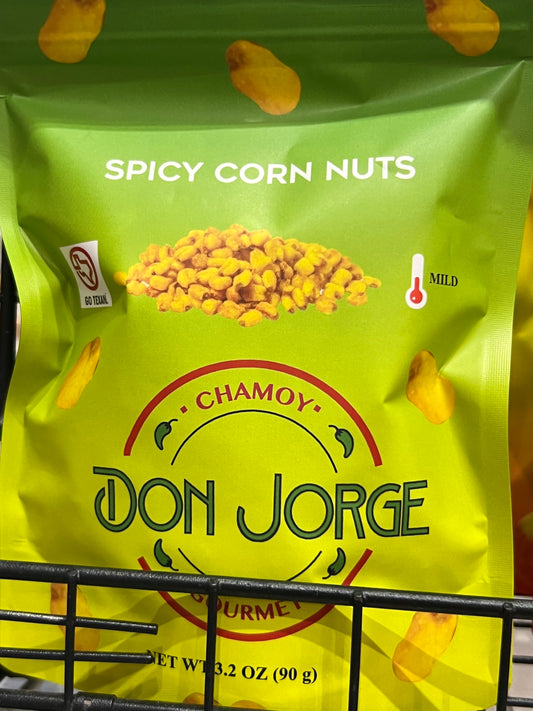 SPICY CORN NUTS
GO TEXAN.
MILD
CHAMOY
DON JORGE
GOURMET
NET WT 3.2 OZ (90 g)